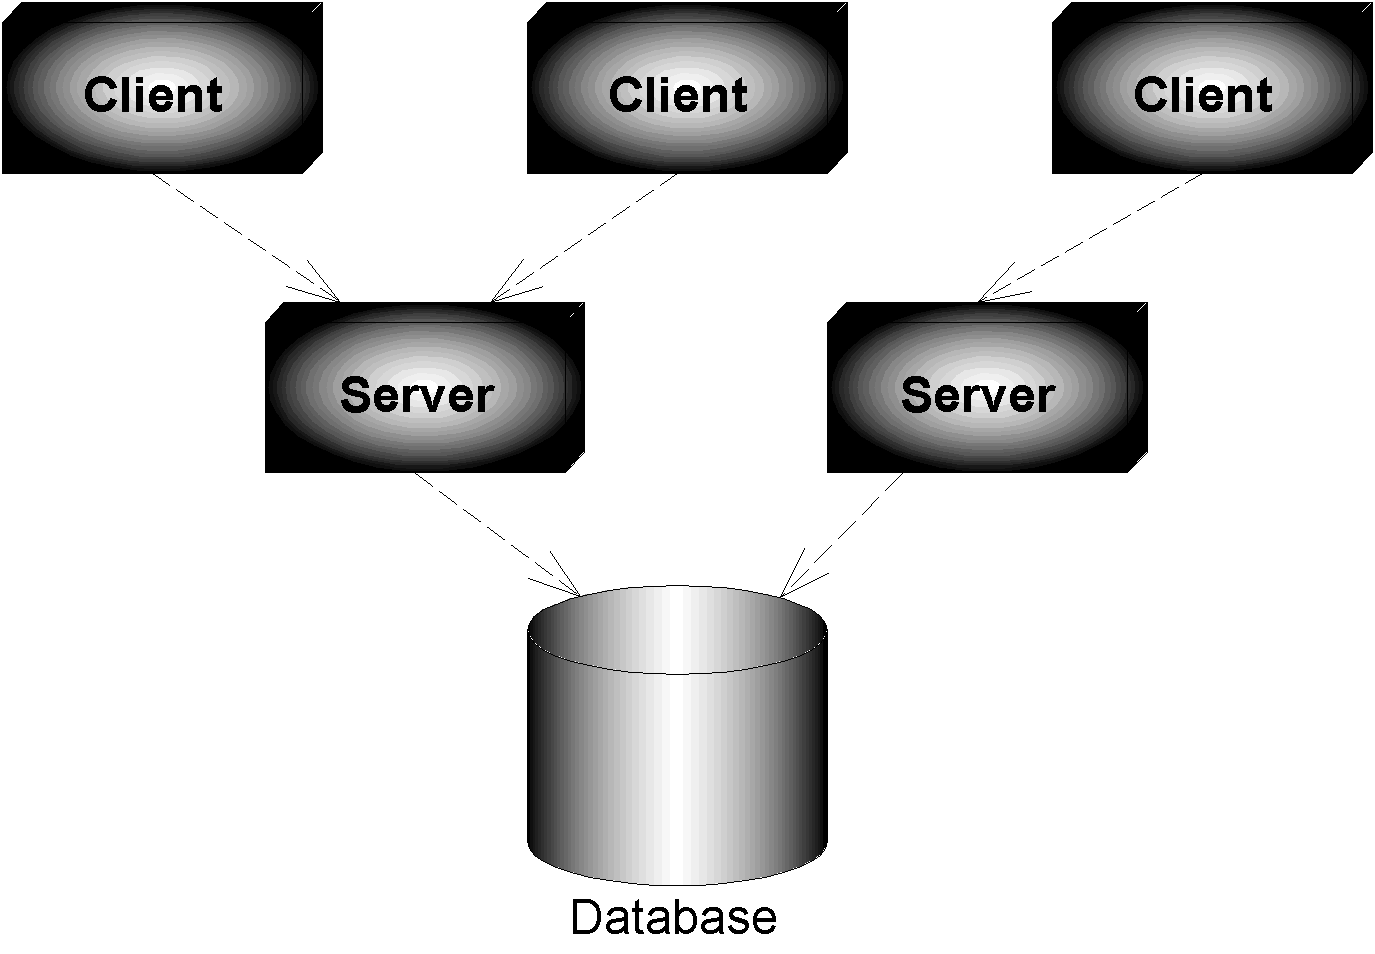 Client
Client
Client
Server
Server
Database